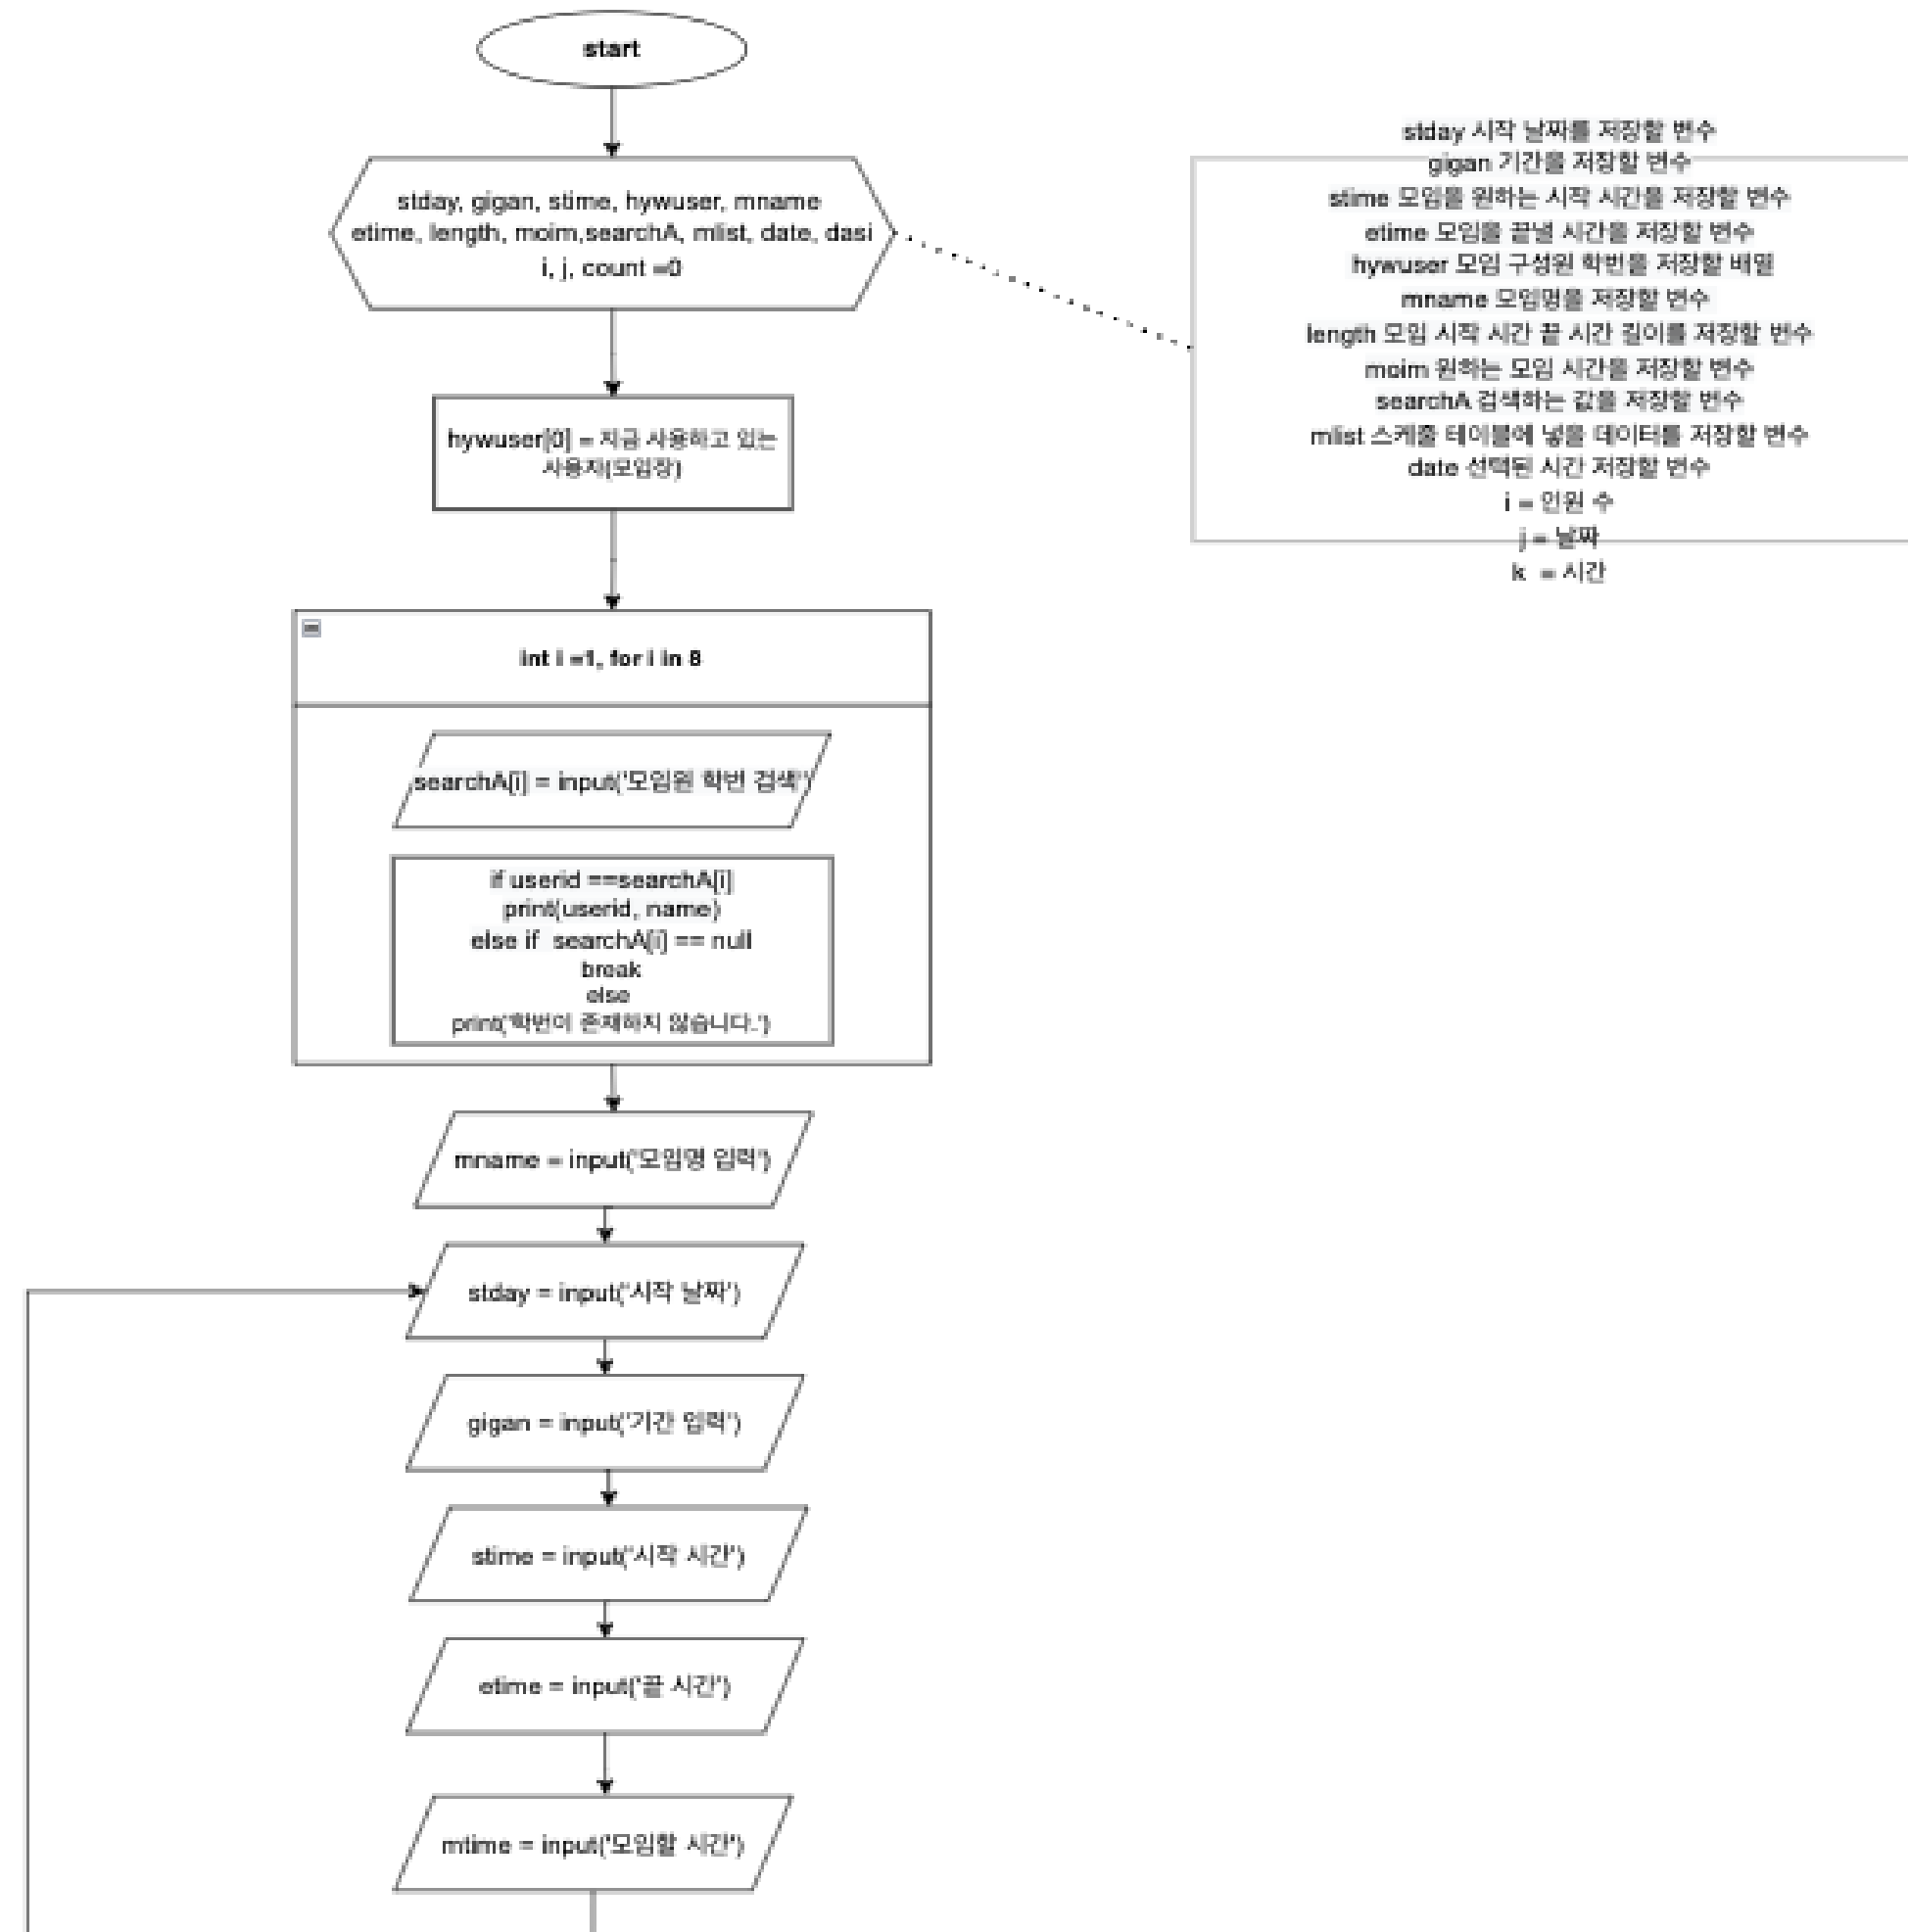 start
stday, gigan, stime, hywuser, mname
etime, length, moim,searchA, mlist, date, dasi
i, j, count =0
stday 시작 날짜를 저장할 변수
gigan 기간을 저장할 변수
stime 모임을 원하는 시작 시간을 저장할 변수
etime 모임을 끝낼 시간을 저장할 변수
hywuser 모임 구성원 학번을 저장할 배열
mname 모임명을 저장할 변수
length 모임 시작 시간 끝 시간 길이를 저장할 변수
moim 원하는 모임 시간을 저장할 변수
searchA 검색하는 값을 저장할 변수
mlist 스케줄 테이블에 넣을 데이터를 저장할 변수
date 선택된 시간 저장할 변수
i = 인원 수
j = 날짜
k = 시간
hywuser[0] = 지금 사용하고 있는
사용자(모임장)
int i =1, for i in 8
searchA[i] = input('모임원 학번 검색')
if userid ==searchA[i]
print(userid, name)
else if searchA[i] == null
break
else
print('학번이 존재하지 않습니다.')
mname = input('모임명 입력')
stday = input('시작 날짜')
gigan = input('기간 입력')
stime = input('시작 시간')
etime = input('끝 시간')
mtime = input('모임할 시간')